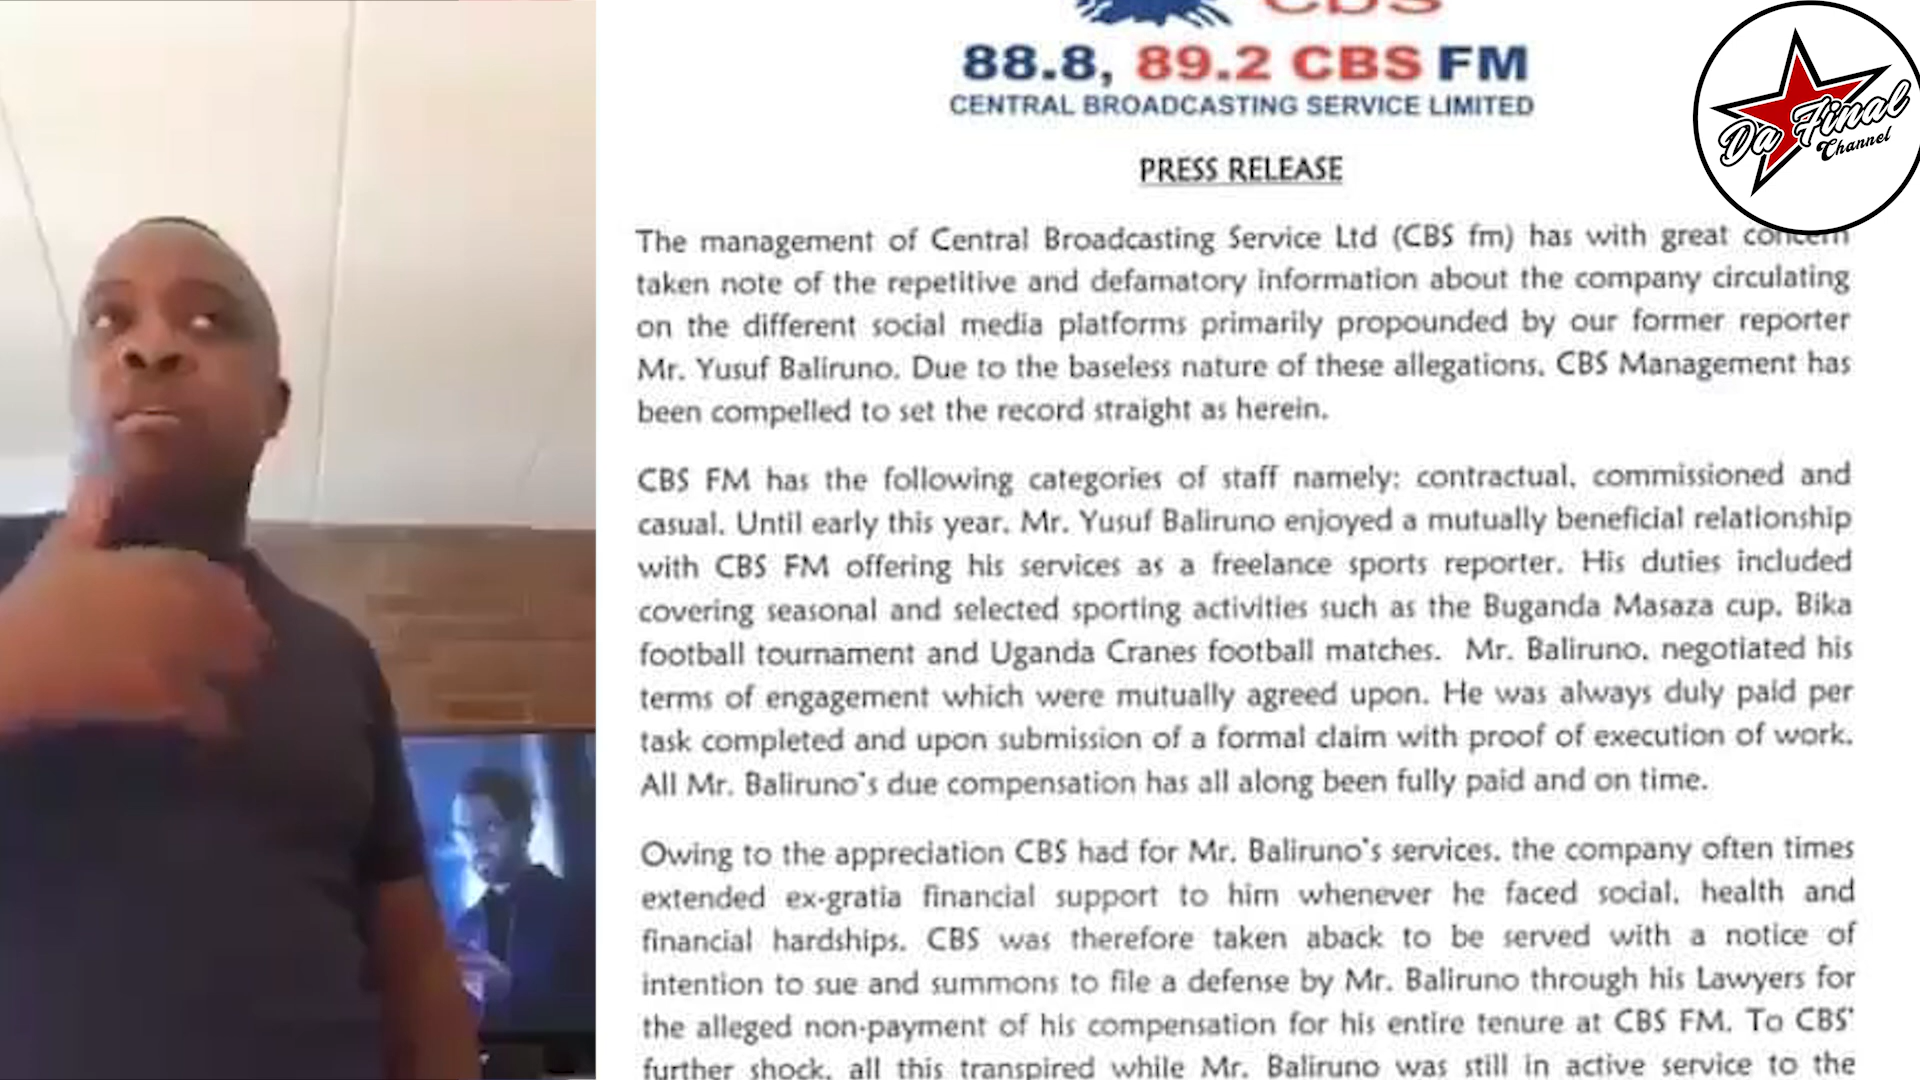 CBS
88.8, 89.2 CBS FM
CENTRAL BROADCASTING SERVICE LIMITED
Da Final
Channel
PRESS RELEASE
The management of Central Broadcasting Service Ltd (CBS fm) has with great concern
taken note of the repetitive and defamatory information about the company circulating
on the different social media platforms primarily propounded by our former reporter
Mr. Yusuf Baliruno. Due to the baseless nature of these allegations, CBS Management has
been compelled to set the record straight as herein.
CBS FM has the following categories of staff namely: contractual, commissioned and
casual. Until early this year, Mr. Yusuf Baliruno enjoyed a mutually beneficial relationship
with CBS FM offering his services as a freelance sports reporter. His duties included
covering seasonal and selected sporting activities such as the Buganda Masaza cup, Bika
football tournament and Uganda Cranes football matches. Mr. Baliruno, negotiated his
terms of engagement which were mutually agreed upon. He was always duly paid per
task completed and upon submission of a formal claim with proof of execution of work.
All Mr. Baliruno's due compensation has all along been fully paid and on time.
Owing to the appreciation CBS had for Mr. Baliruno's services, the company often times
extended ex-gratia financial support to him whenever he faced social, health and
financial hardships. CBS was therefore taken aback to be served with a notice of
intention to sue and summons to file a defense by Mr. Baliruno through his Lawyers for
the alleged non-payment of his compensation for his entire tenure at CBS FM. To CBS'
further shock, all this transpired while Mr. Baliruno was still in active service to the